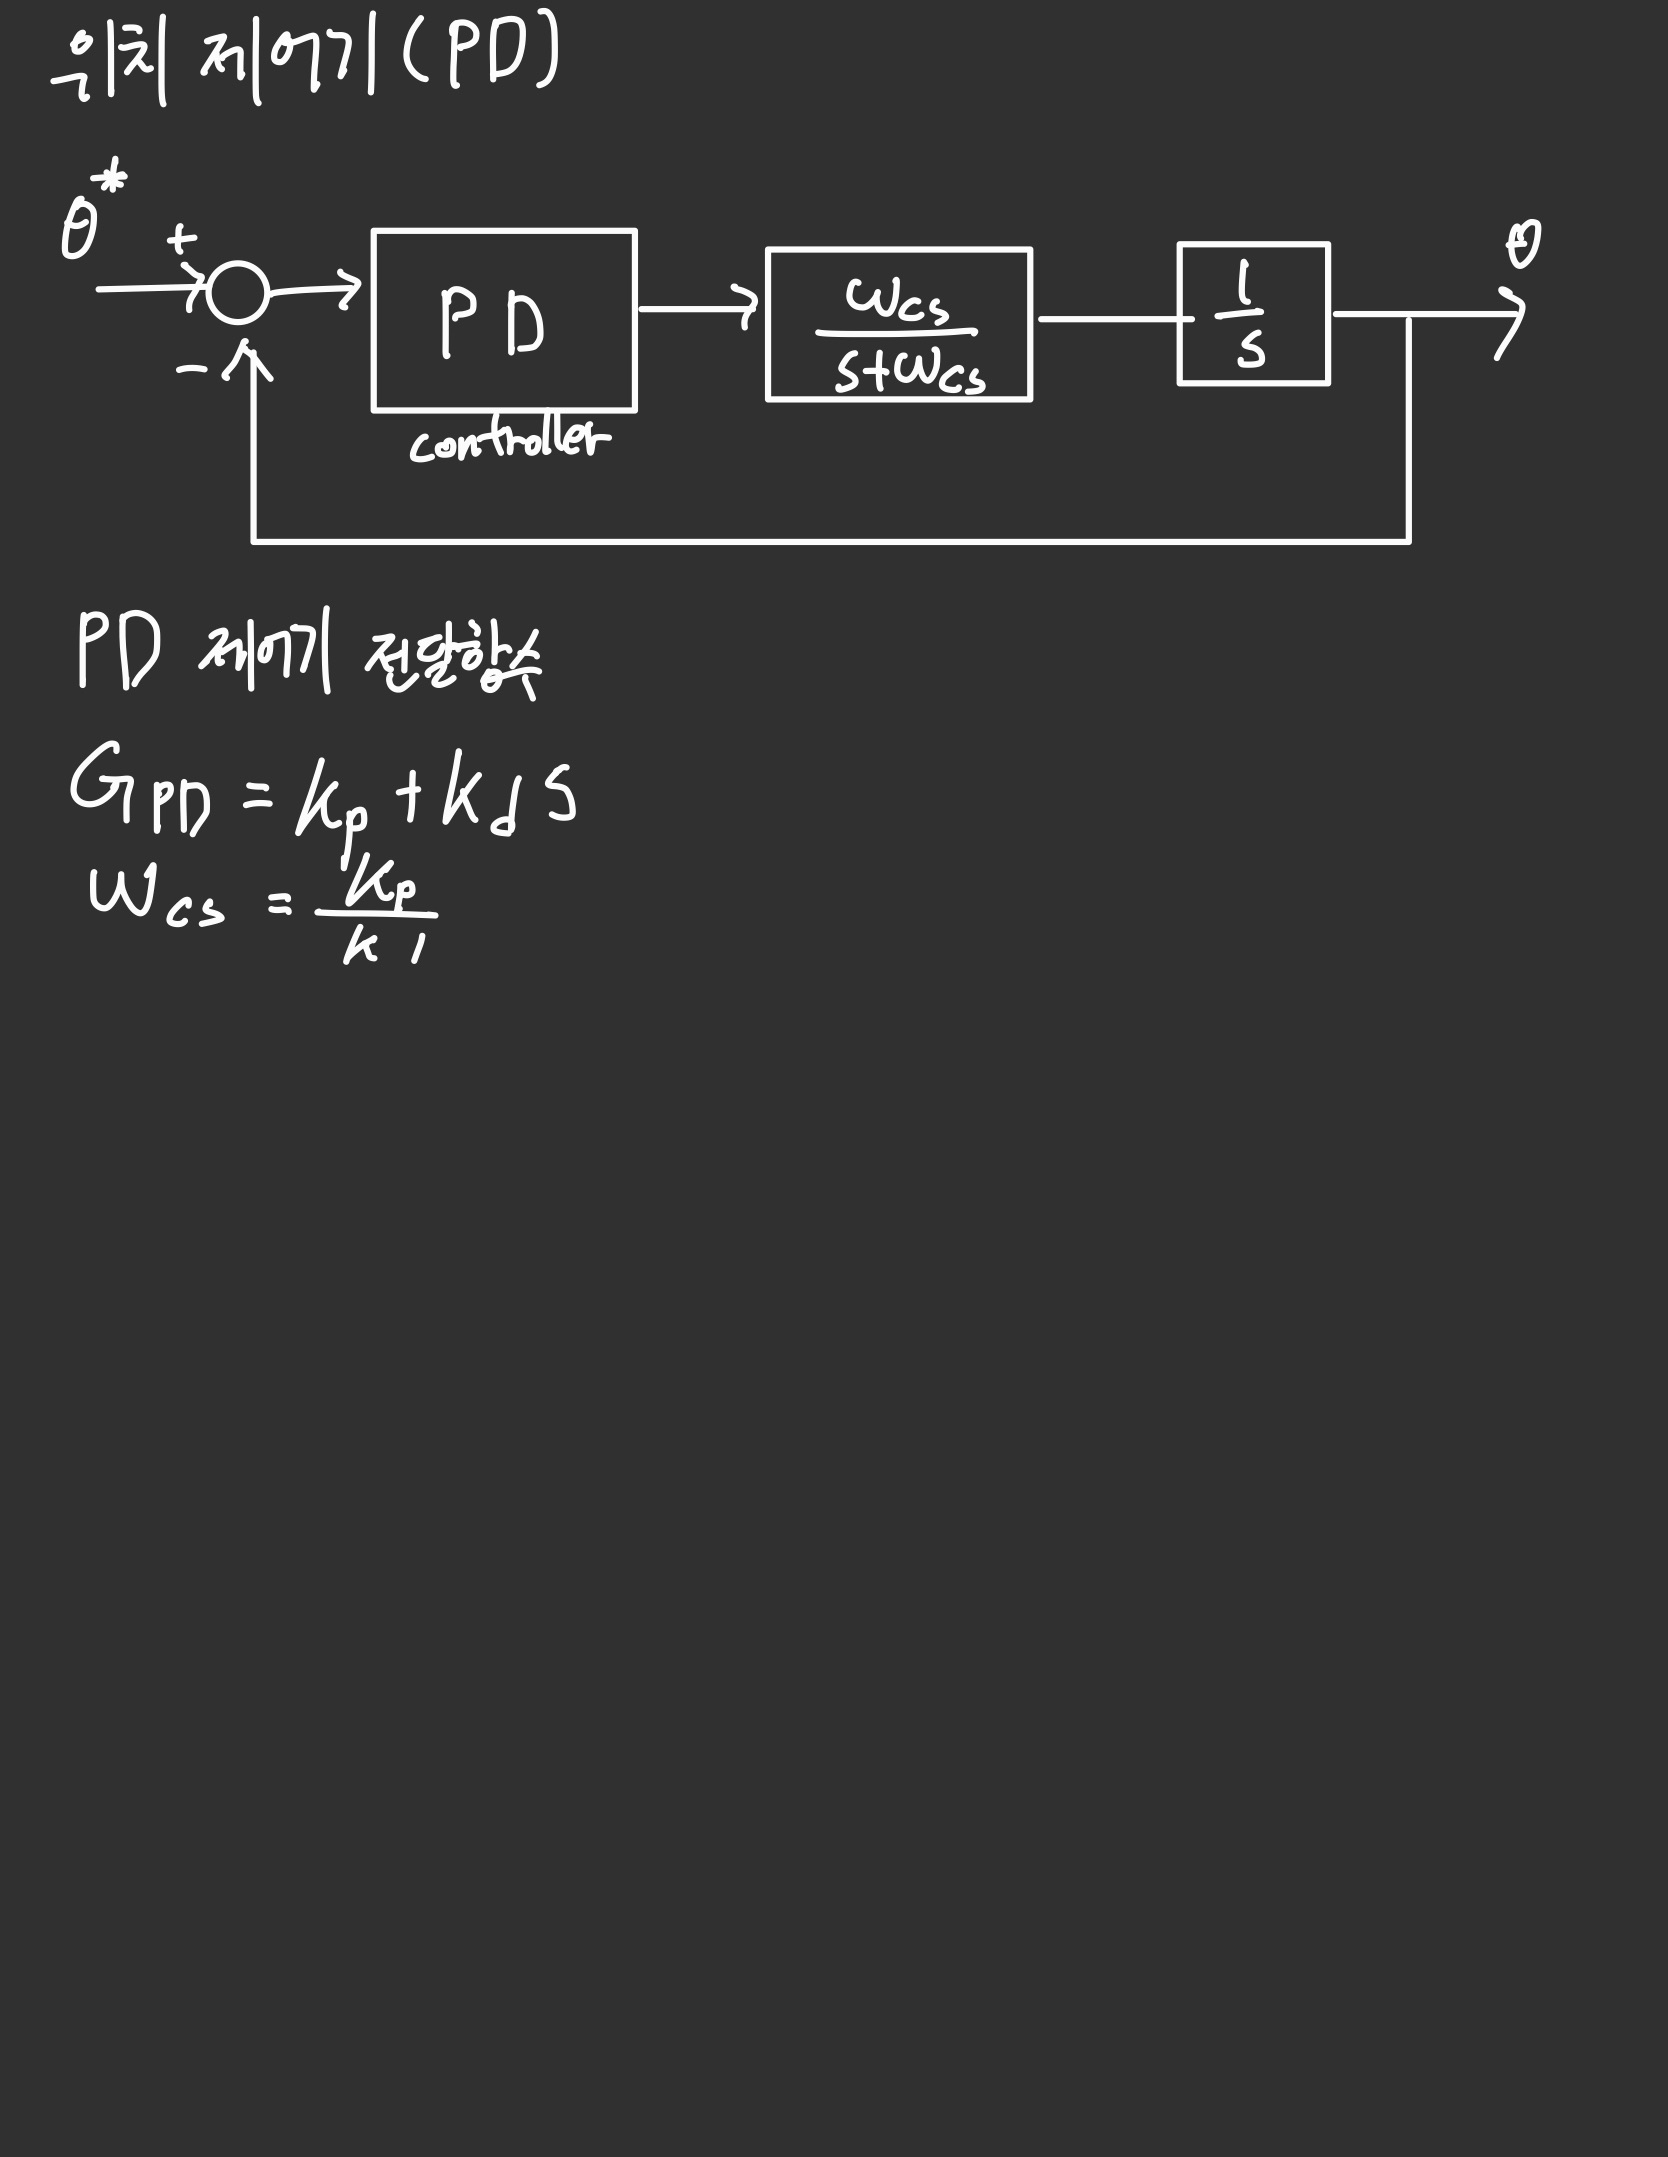 위치 제어기(PD)
θ*
+
-
PD
controller
ωcs
s+ωcs
1
s
θ
PD 제어기 전달함수
G PD = kp + kd s
ωcs = kp
k